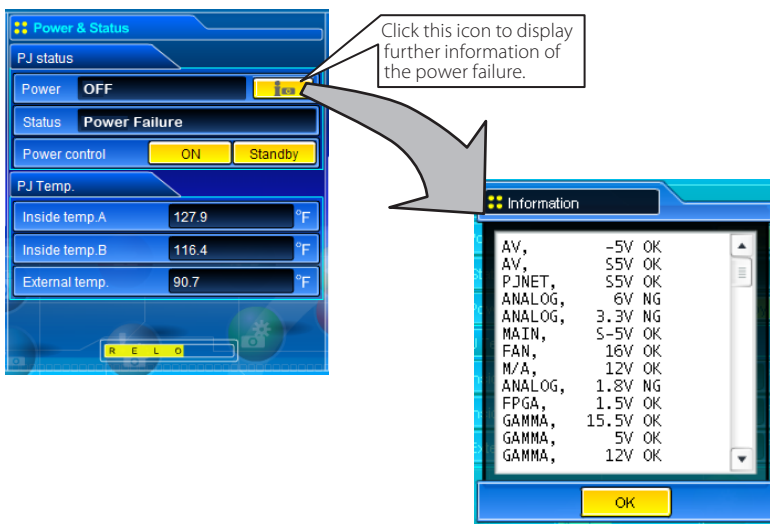 Power & Status
PJ status
Power OFF
Status Power Failure
Power control ON Standby
PJ Temp.
Inside temp.A 127.9 °F
Inside temp.B 116.4 °F
External temp. 90.7 °F
R E L O
Click this icon to display
further information of
the power failure.
Information
AV, -5V OK
AV, S5V OK
PJNET, S5V OK
ANALOG, 6V NG
ANALOG, 3.3V NG
MAIN, S-5V OK
FAN, 16V OK
M/A, 12V OK
ANALOG, 1.8V NG
FPGA, 1.5V OK
GAMMA, 15.5V OK
GAMMA, 5V OK
GAMMA, 12V OK
OK